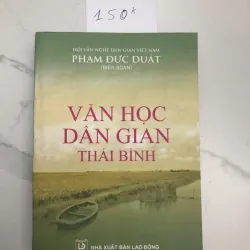 150k
HỘI VĂN NGHỆ DÂN GIAN VIỆT NAM
PHẠM ĐỨC DUẬT
(BIÊN SOẠN)
VĂN HỌC
DÂN GIAN
THÁI BÌNH
NHÀ XUẤT BẢN LAO ĐỘNG